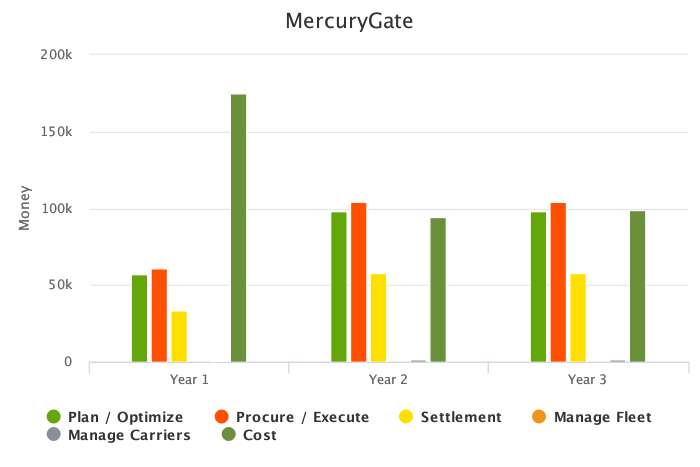 MercuryGate
200k
150k
100k
50k
0
Money
Year 1 Year 2 Year 3
Plan / Optimize Procure / Execute Settlement Manage Fleet
Manage Carriers Cost